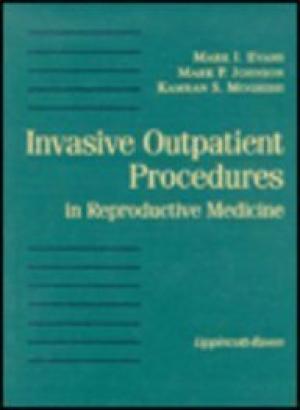 MARK I. EVANS
MARK P. JOHNSON
KAMRAN S. MOGHISSI
Invasive Outpatient
Procedures
in Reproductive Medicine
Lippincott-Raven